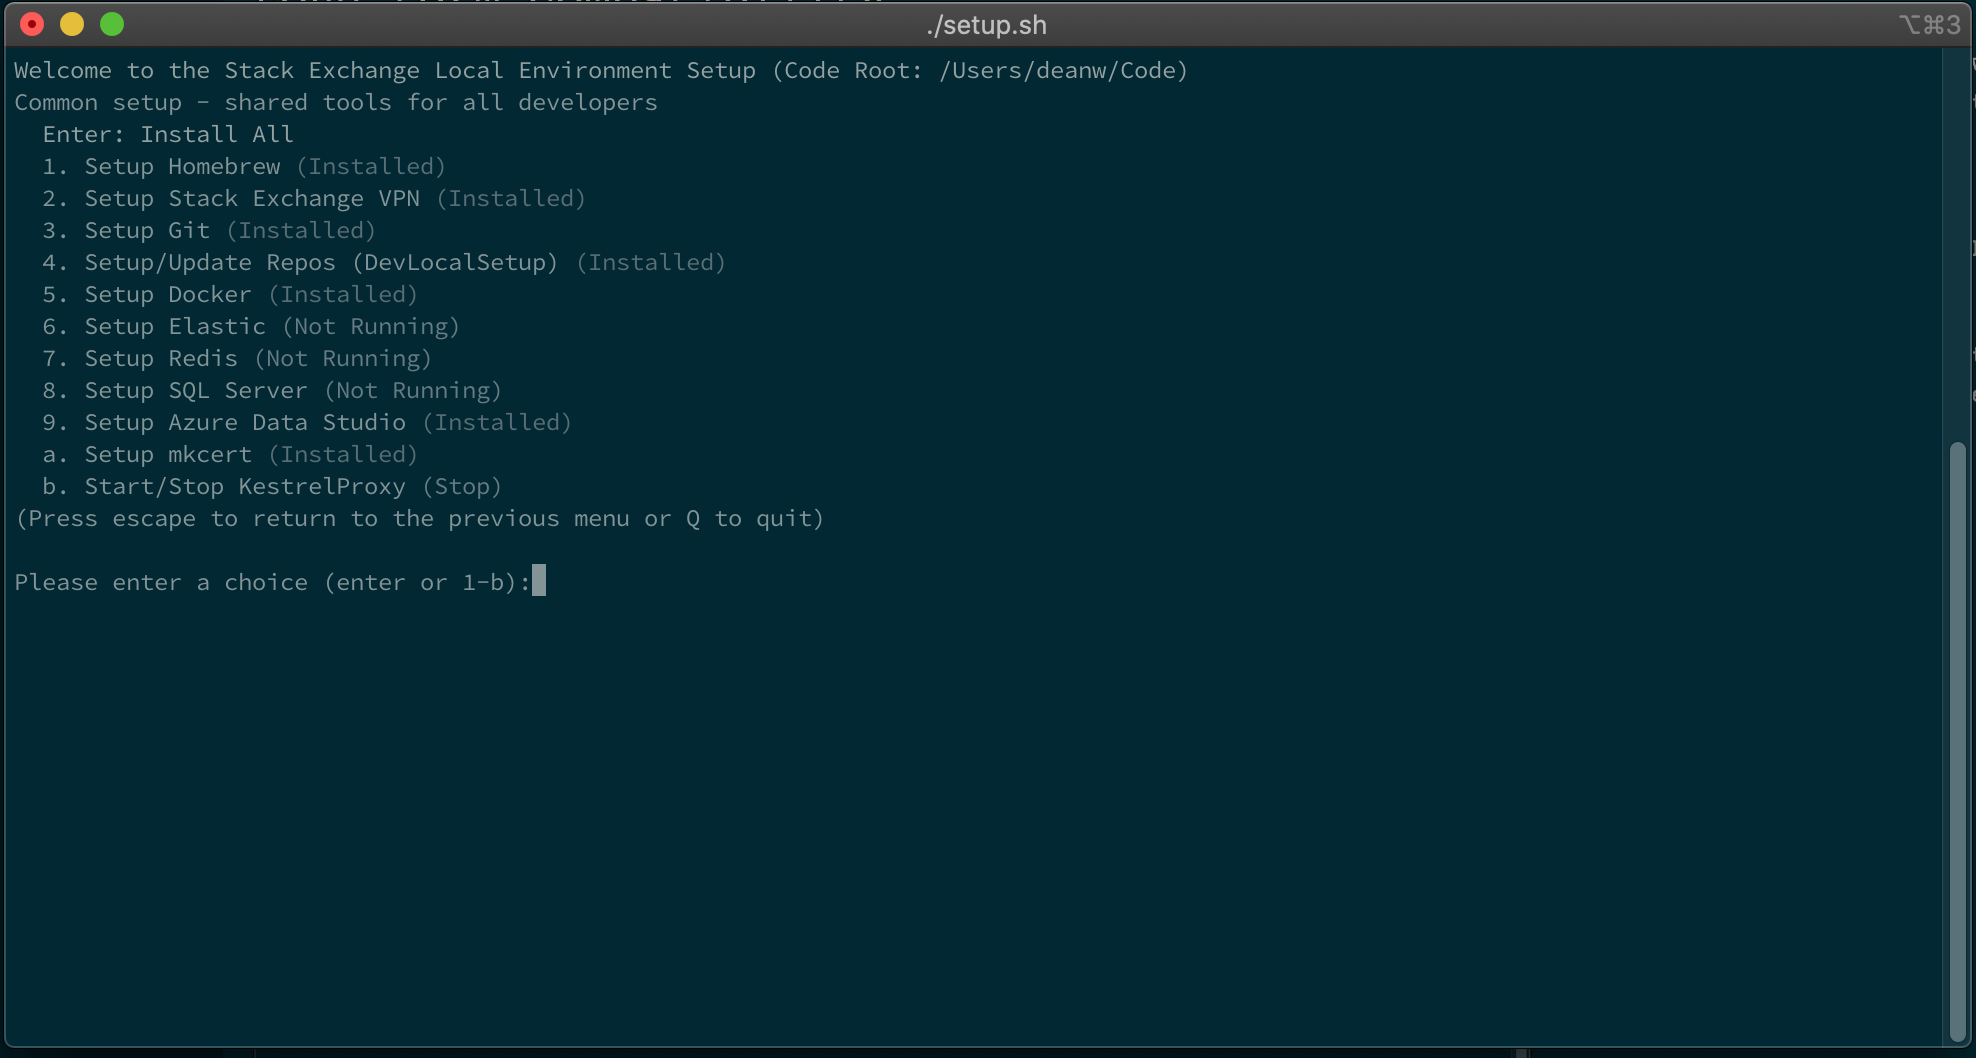 ./setup.sh
⌥⌘3
Welcome to the Stack Exchange Local Environment Setup (Code Root: /Users/deanw/Code)
Common setup - shared tools for all developers
Enter: Install All
1. Setup Homebrew (Installed)
2. Setup Stack Exchange VPN (Installed)
3. Setup Git (Installed)
4. Setup/Update Repos (DevLocalSetup) (Installed)
5. Setup Docker (Installed)
6. Setup Elastic (Not Running)
7. Setup Redis (Not Running)
8. Setup SQL Server (Not Running)
9. Setup Azure Data Studio (Installed)
a. Setup mkcert (Installed)
b. Start/Stop KestrelProxy (Stop)
(Press escape to return to the previous menu or Q to quit)
Please enter a choice (enter or 1-b):